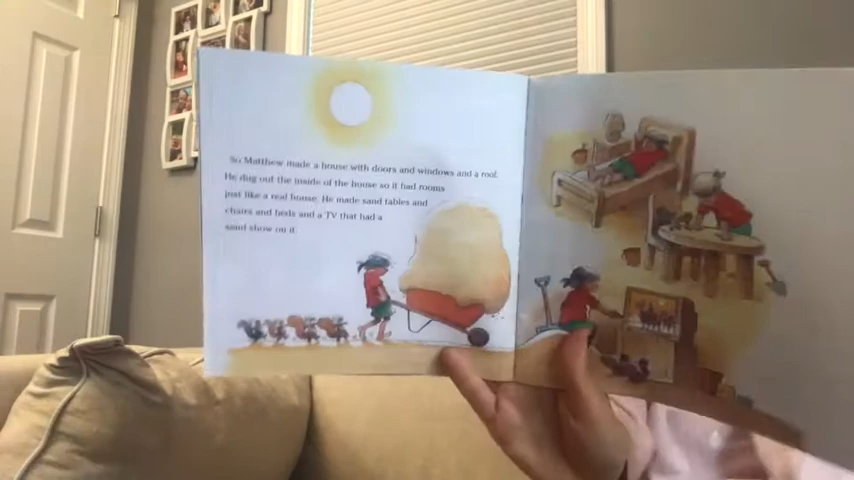 So Matthew made a house with doors and windows and a roof.
He dug out the inside of the house so it had rooms
just like a real house. He made sand tables and
chairs and beds and a TV that had a
sand show on it.